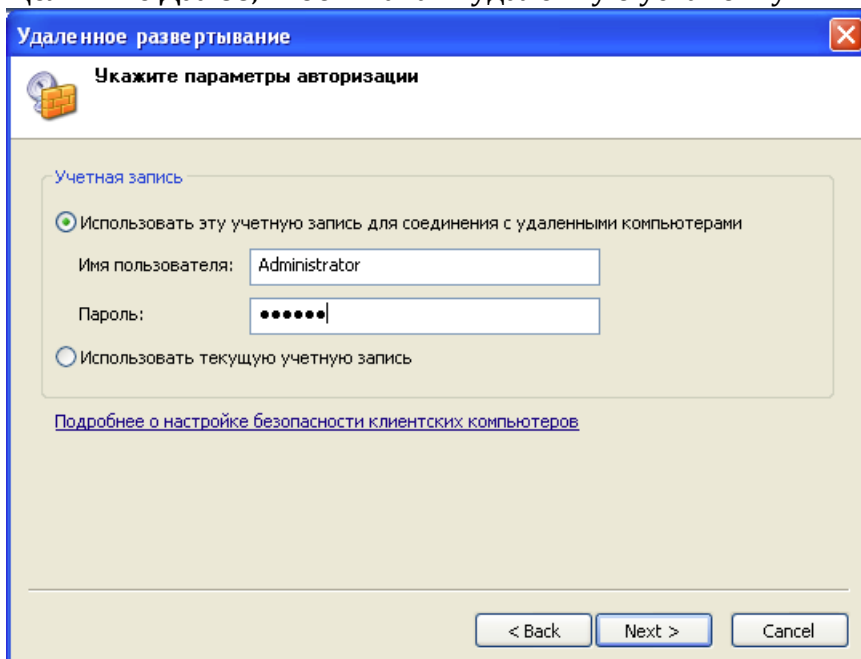 Удаленное развертывание
Укажите параметры авторизации
Учетная запись
Использовать эту учетную запись для соединения с удаленными компьютерами
Имя пользователя: Administrator
Пароль: ●●●●●●
Использовать текущую учетную запись
Подробнее о настройке безопасности клиентских компьютеров
< Back Next > Cancel